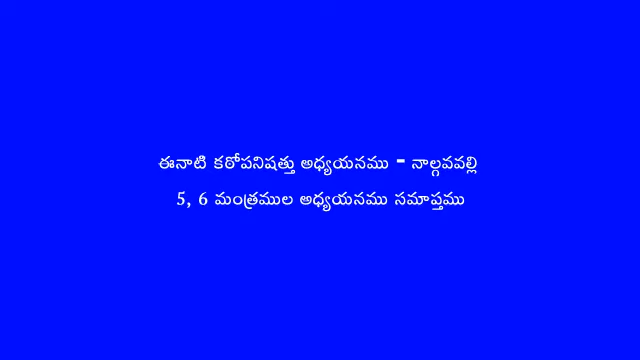 ఈనాటి కఠోపనిషత్తు అధ్యయనము - నాల్గవవల్లి
5, 6 మంత్రముల అధ్యయనము సమాప్తము